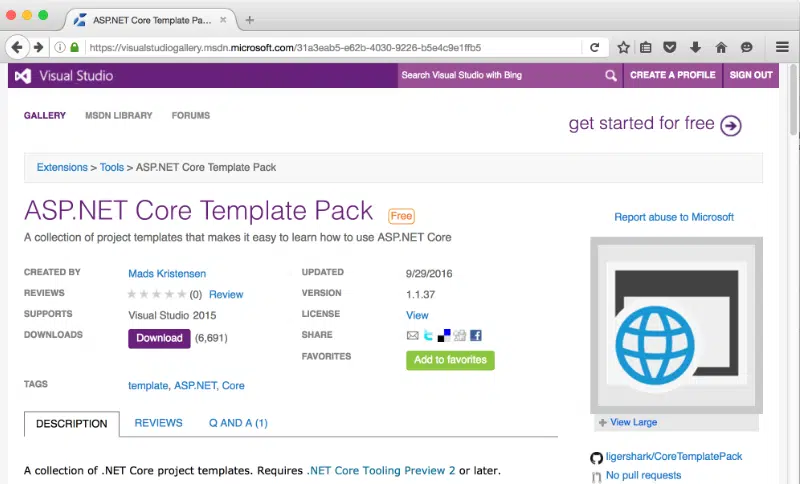 ASP.NET Core Template Pa...
https://visualstudiogallery.msdn.microsoft.com/31a3eab5-e62b-4030-9226-b5e4c9e1ffb5
Visual Studio
Search Visual Studio with Bing
CREATE A PROFILE
SIGN OUT
GALLERY MSDN LIBRARY FORUMS
get started for free
Extensions > Tools > ASP.NET Core Template Pack
ASP.NET Core Template Pack Free
A collection of project templates that makes it easy to learn how to use ASP.NET Core
CREATED BY Mads Kristensen
REVIEWS (0) Review
SUPPORTS Visual Studio 2015
DOWNLOADS Download (6,691)
UPDATED 9/29/2016
VERSION 1.1.37
LICENSE View
SHARE
FAVORITES Add to favorites
TAGS template, ASP.NET, Core
DESCRIPTION REVIEWS Q AND A (1)
A collection of .NET Core project templates. Requires .NET Core Tooling Preview 2 or later.
Report abuse to Microsoft
View Large
ligershark/CoreTemplatePack
No pull requests